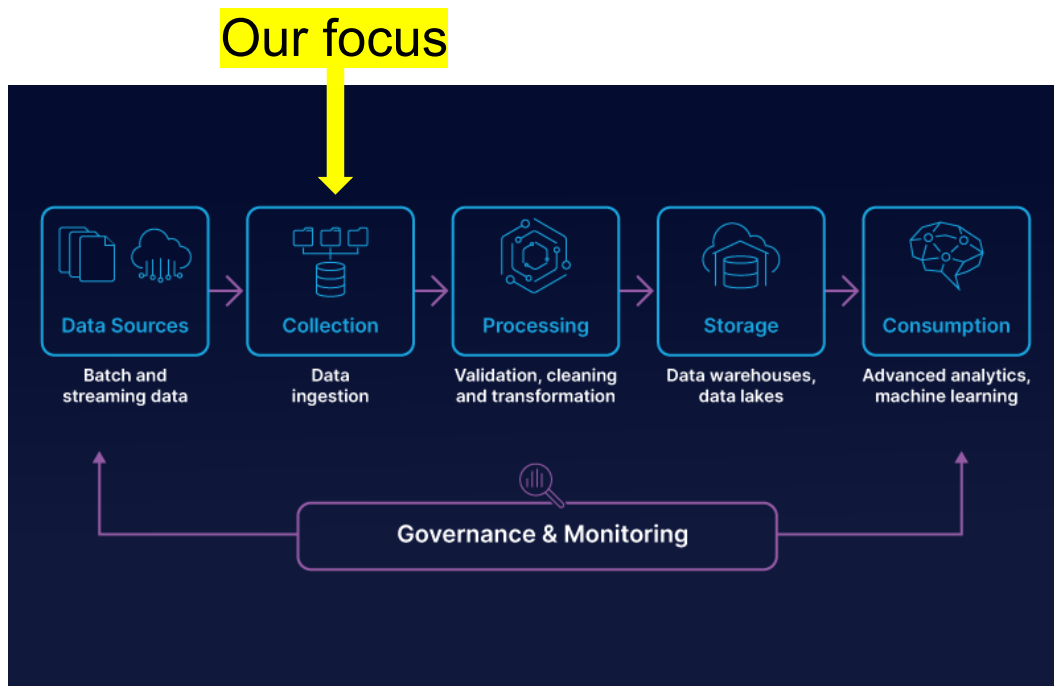 Our focus
Data Sources
Collection
Processing
Storage
Consumption
Batch and
streaming data
Data
ingestion
Validation, cleaning
and transformation
Data warehouses,
data lakes
Advanced analytics,
machine learning
Governance & Monitoring